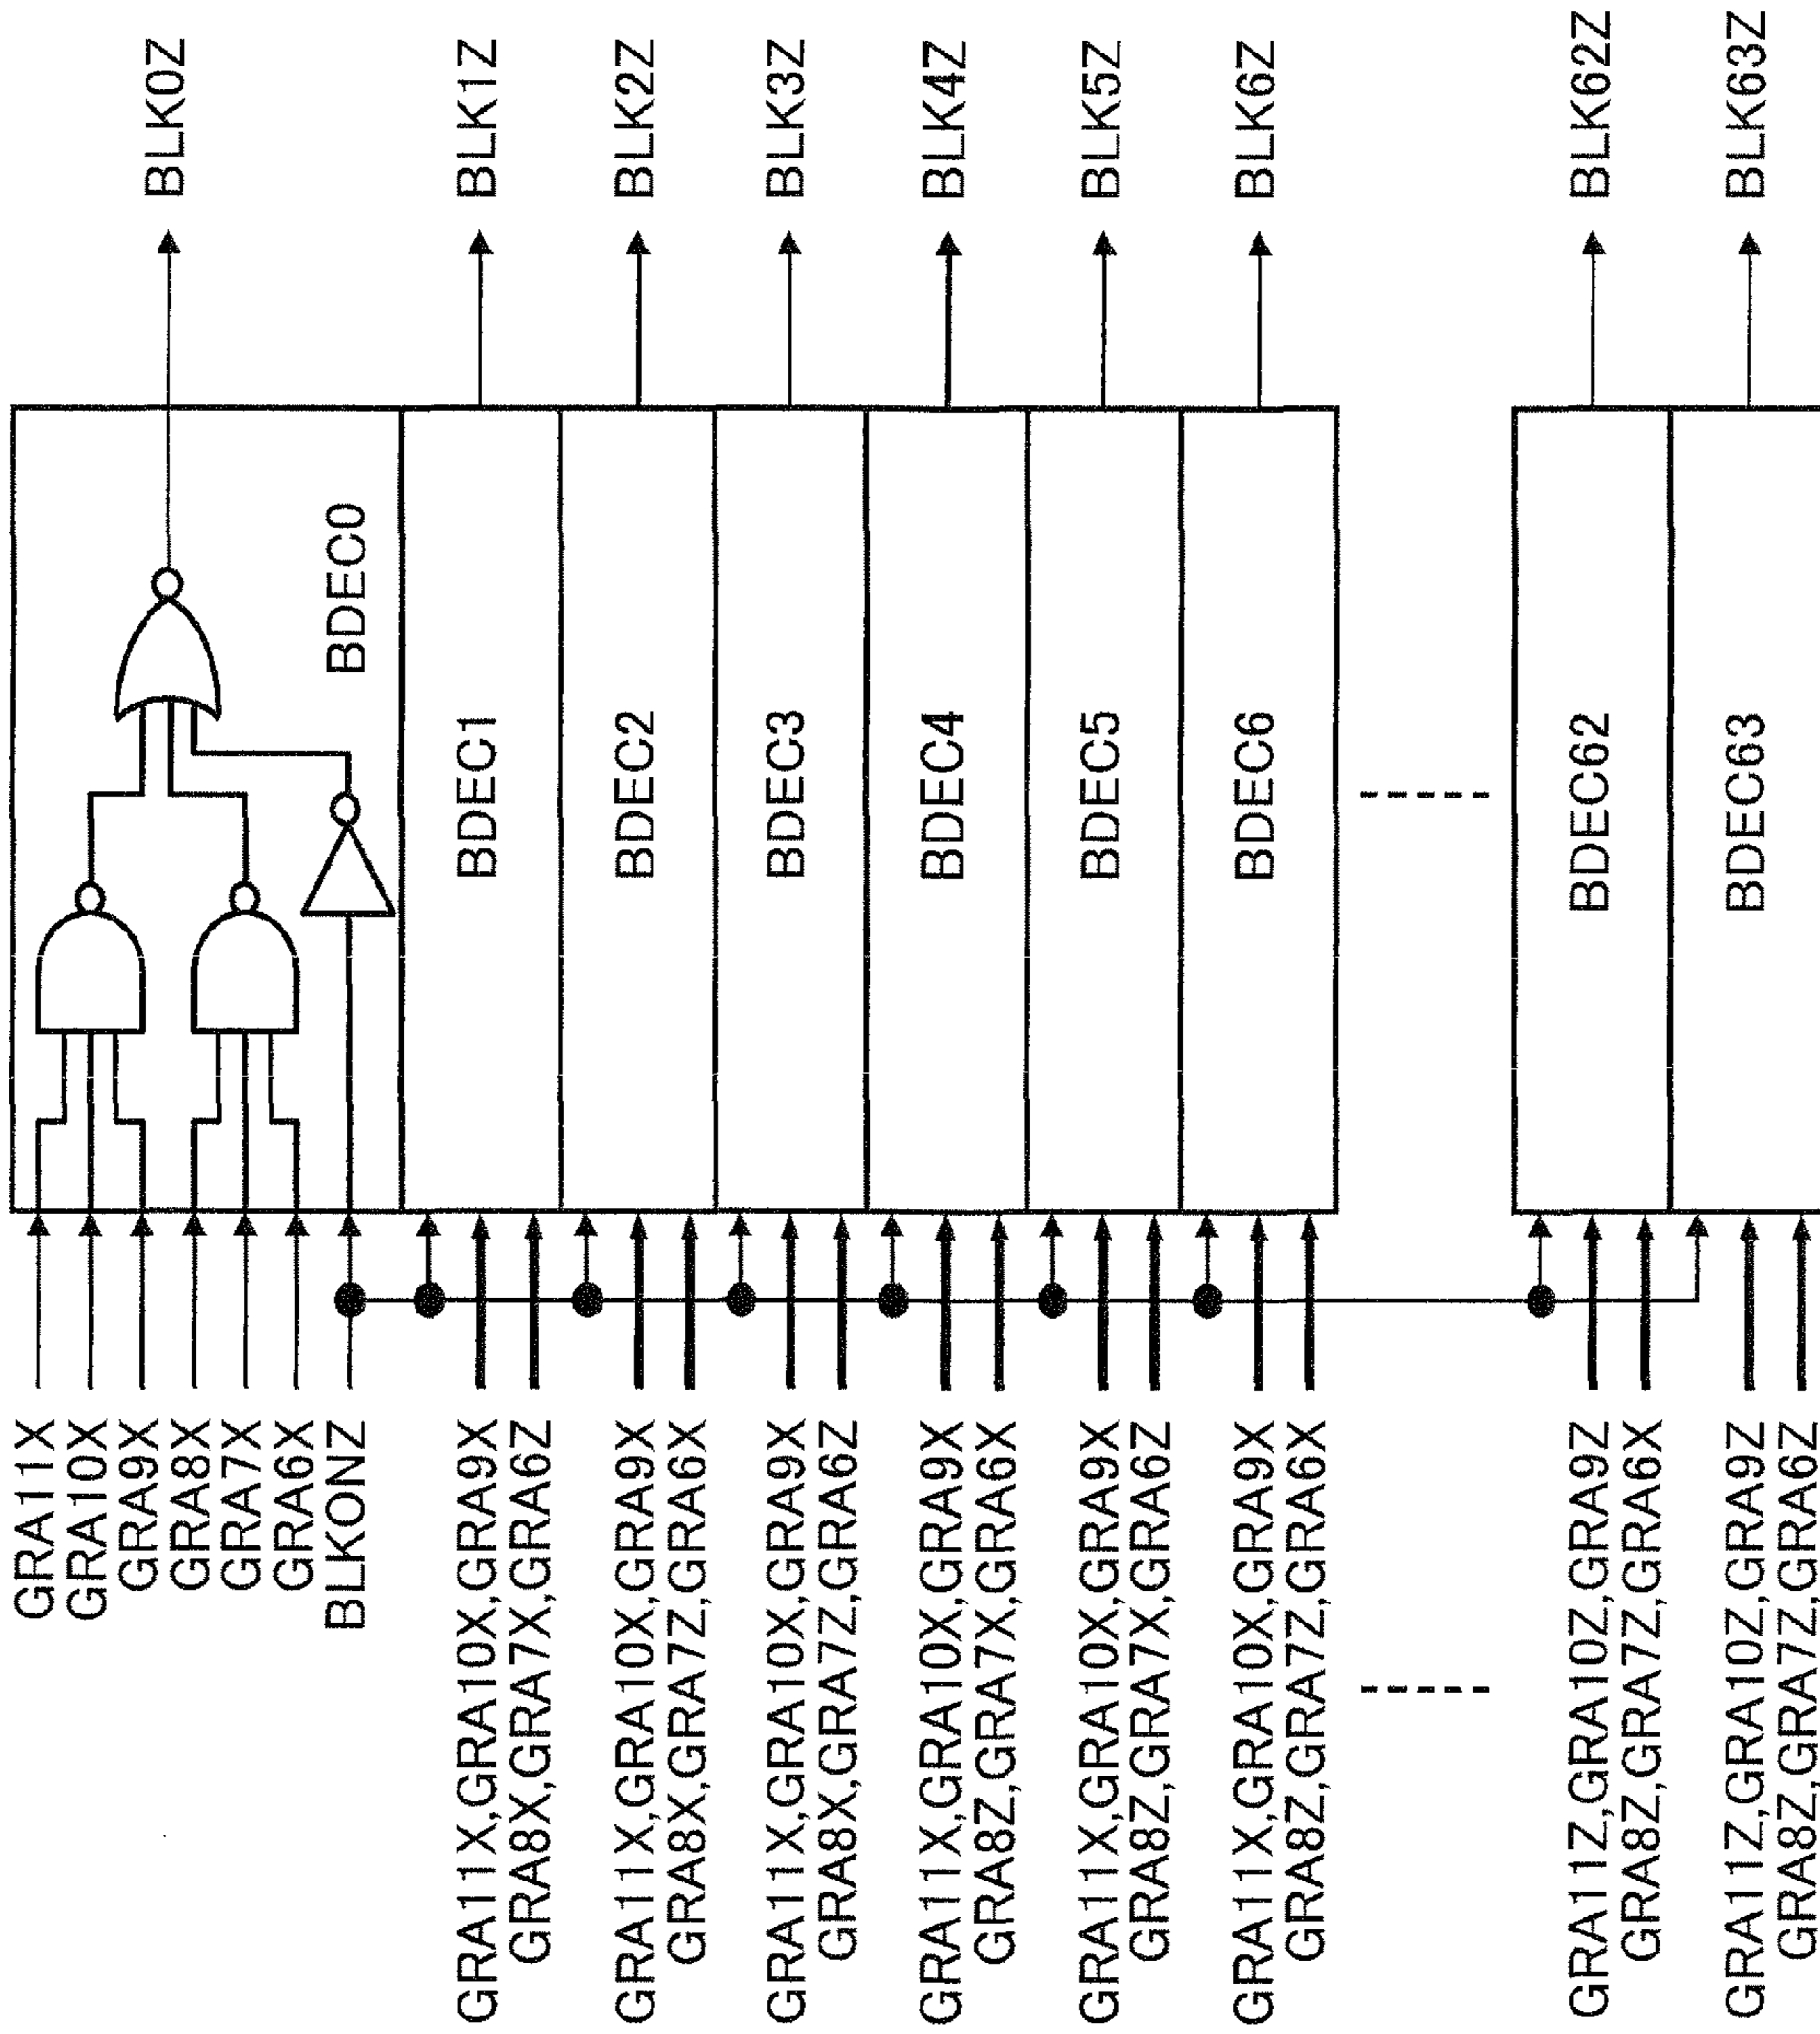 GRA11X
GRA10X
GRA9X
GRA8X
GRA7X
GRA6X
BLKONZ
BDEC0
BLK0Z
GRA11X,GRA10X,GRA9X
GRA8X,GRA7X,GRA6Z
BDEC1
BLK1Z
GRA11X,GRA10X,GRA9X
GRA8X,GRA7Z,GRA6X
BDEC2
BLK2Z
GRA11X,GRA10X,GRA9X
GRA8X,GRA7Z,GRA6Z
BDEC3
BLK3Z
GRA11X,GRA10X,GRA9X
GRA8Z,GRA7X,GRA6X
BDEC4
BLK4Z
GRA11X,GRA10X,GRA9X
GRA8Z,GRA7X,GRA6Z
BDEC5
BLK5Z
GRA11X,GRA10X,GRA9X
GRA8Z,GRA7Z,GRA6X
BDEC6
BLK6Z
GRA11Z,GRA10Z,GRA9Z
GRA8Z,GRA7Z,GRA6X
BDEC62
BLK62Z
GRA11Z,GRA10Z,GRA9Z
GRA8Z,GRA7Z,GRA6Z
BDEC63
BLK63Z